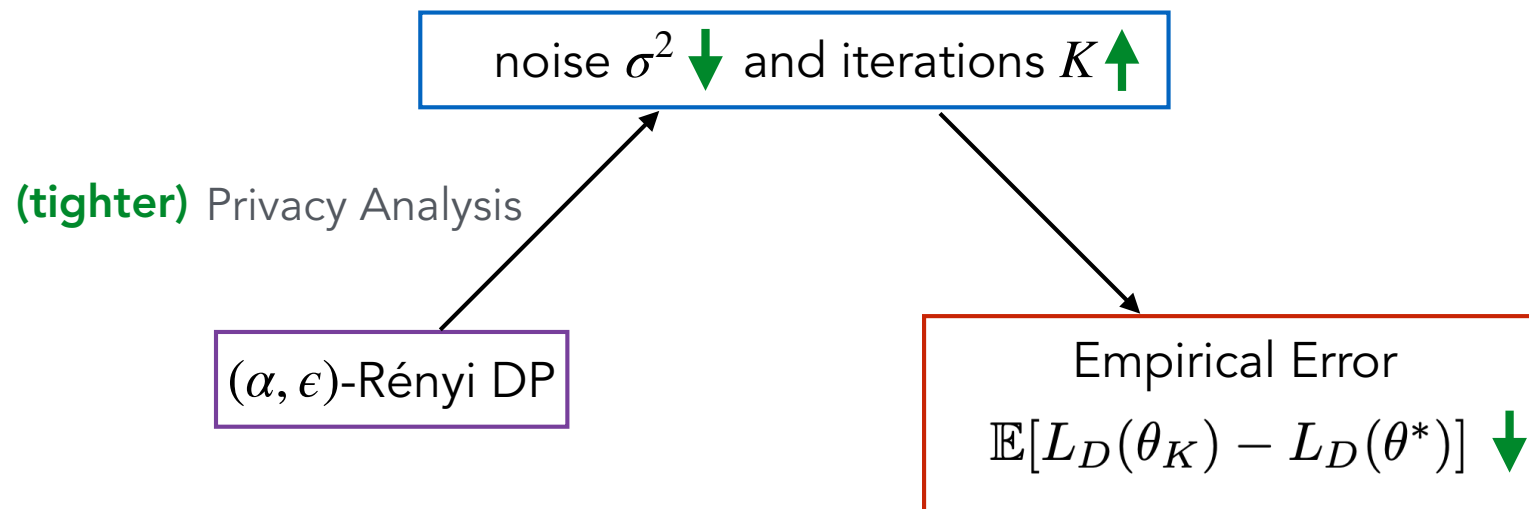 noise σ² ↓ and iterations K ↑
(tighter) Privacy Analysis
(α, ϵ)-Rényi DP
Empirical Error
𝔼[L_D(θ_K) − L_D(θ*)] ↓